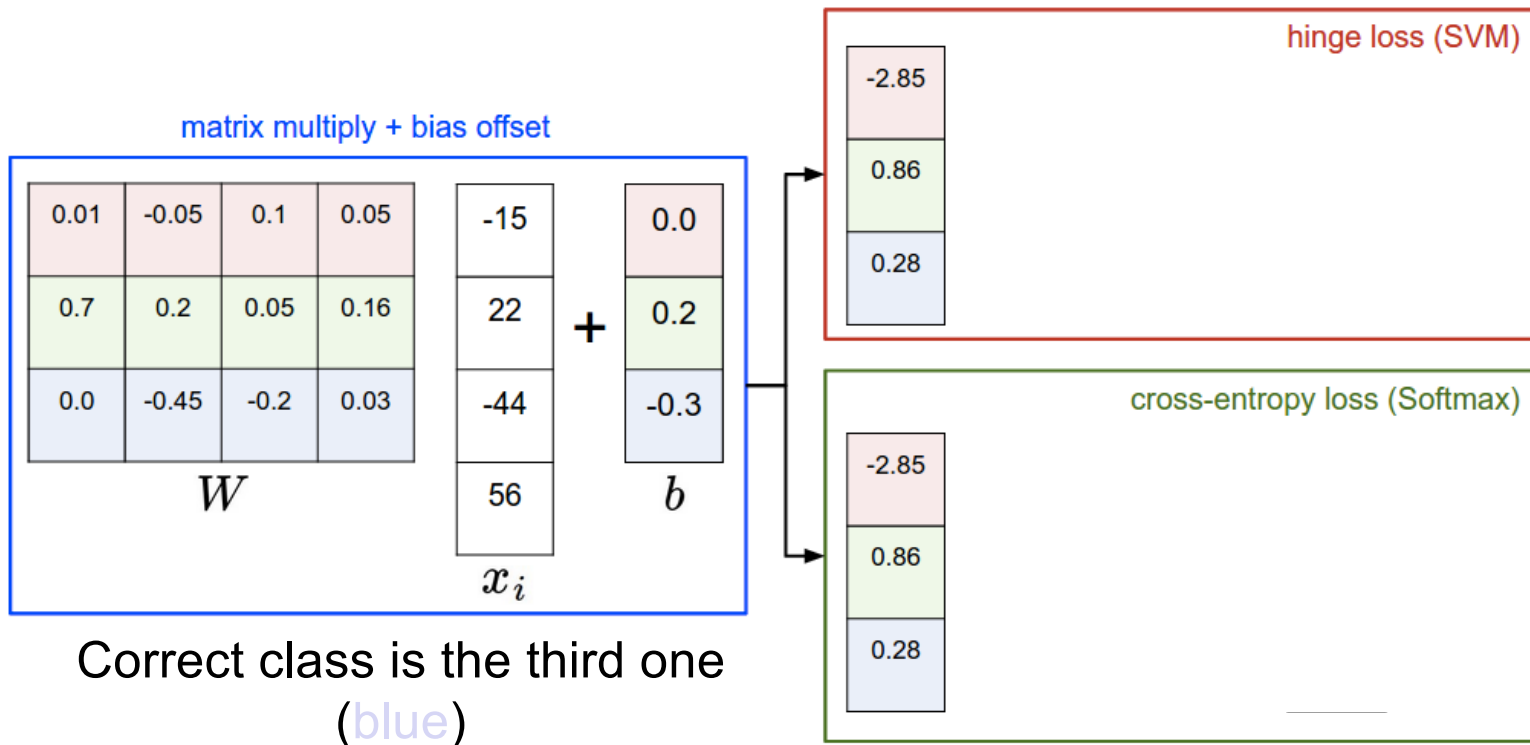 matrix multiply + bias offset
0.01 -0.05 0.1 0.05
0.7 0.2 0.05 0.16
0.0 -0.45 -0.2 0.03
W
-15
22
-44
56
x_i
+
0.0
0.2
-0.3
b
hinge loss (SVM)
-2.85
0.86
0.28
cross-entropy loss (Softmax)
-2.85
0.86
0.28
Correct class is the third one
(blue)